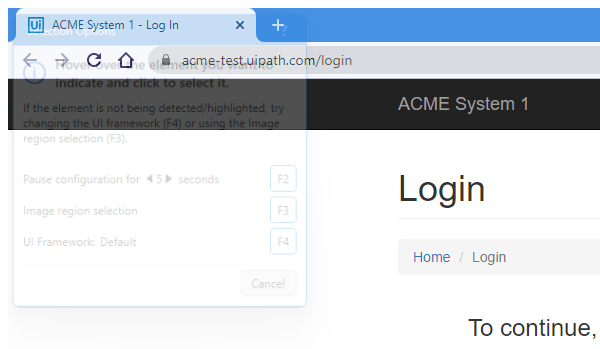 Ui ACME System 1 - Log In
Selection Options
?
acme-test.uipath.com/login
Hover over the element you want to
indicate and click to select it.
ACME System 1
If the element is not being detected/highlighted, try
changing the UI framework (F4) or using the Image
region selection (F3).
Pause configuration for 5 seconds F2
Image region selection F3
UI Framework: Default F4
Cancel
Login
Home / Login
To continue,